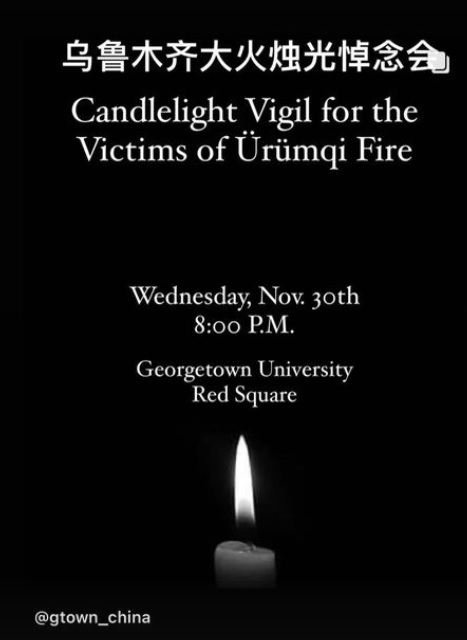 乌鲁木齐大火烛光悼念会
Candlelight Vigil for the
Victims of Ürümqi Fire
Wednesday, Nov. 30th
8:00 P.M.
Georgetown University
Red Square
@gtown_china